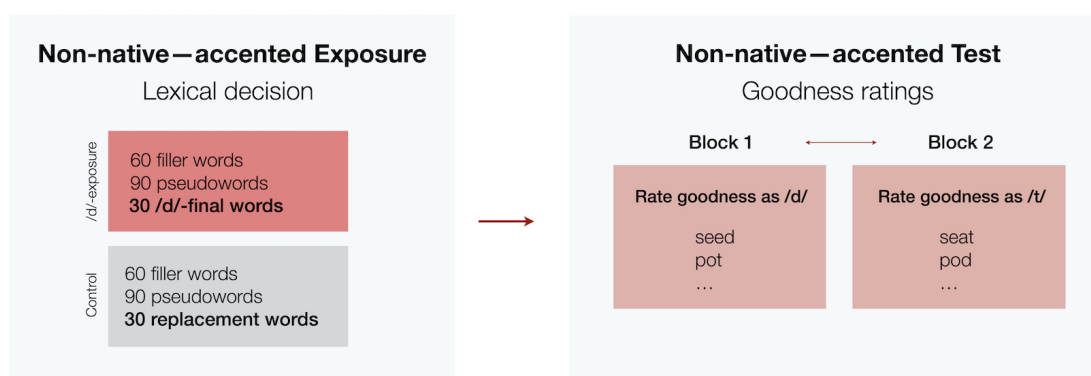 Non-native—accented Exposure
Lexical decision
/d/-exposure
60 filler words
90 pseudowords
30 /d/-final words
Control
60 filler words
90 pseudowords
30 replacement words
Non-native—accented Test
Goodness ratings
Block 1
Block 2
Rate goodness as /d/
seed
pot
...
Rate goodness as /t/
seat
pod
...